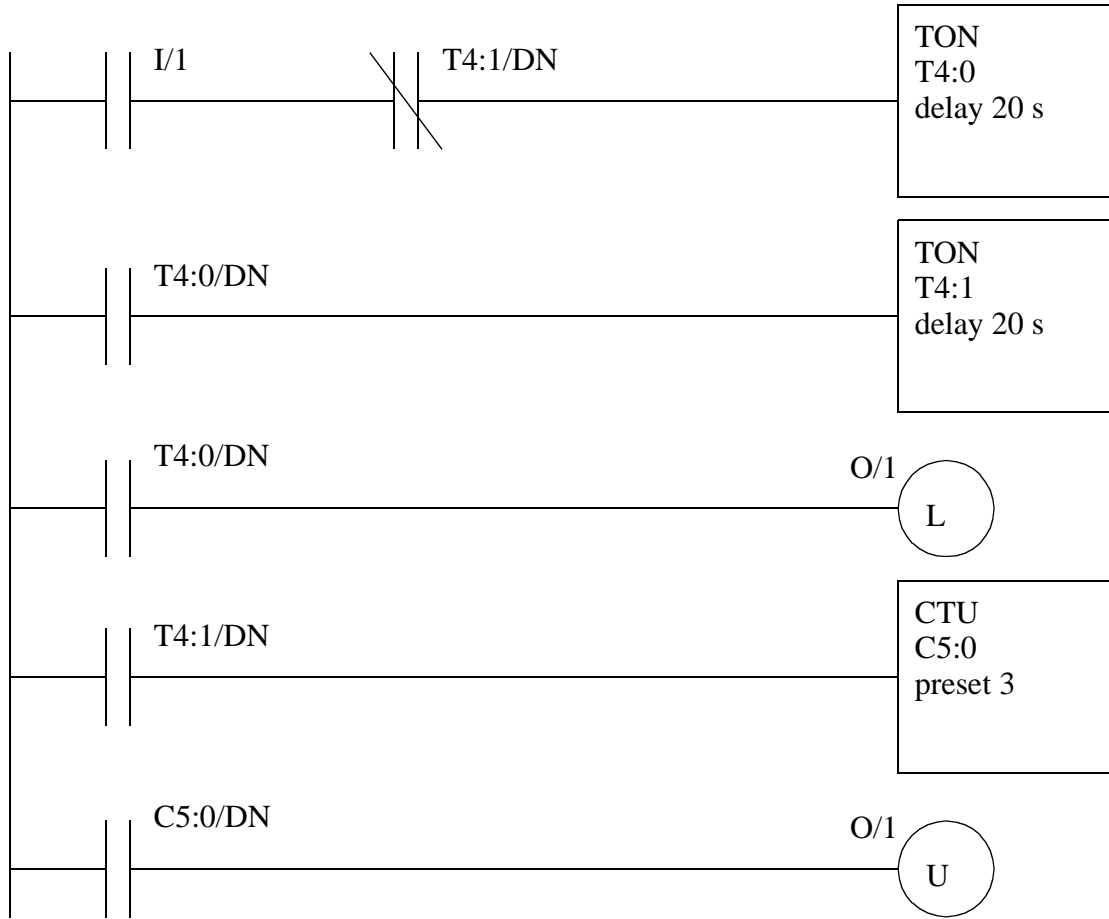 I/1
T4:1/DN
TON
T4:0
delay 20 s
T4:0/DN
TON
T4:1
delay 20 s
T4:0/DN
O/1
L
T4:1/DN
CTU
C5:0
preset 3
C5:0/DN
O/1
U